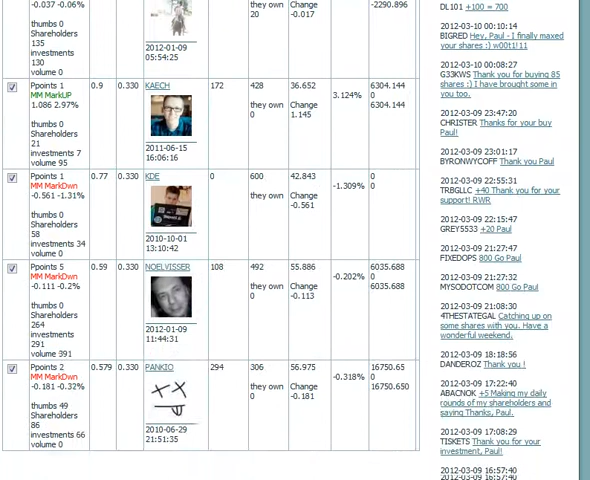 -0.037 -0.06%
thumbs 0
Shareholders
135
investments
130
volume 0
2012-01-09
05:54:25
they own
20
Change
-0.017
-2290.896
Ppoints 1
MM MarkUP
1.086 2.97%
thumbs 0
Shareholders
21
investments 7
volume 95
0.9
0.330
KAECH
2011-06-15
16:06:16
172
428
they own
0
36.652
Change
1.145
3.124%
6304.144
0
6304.144
Ppoints 1
MM MarkDwn
-0.561 -1.31%
thumbs 0
Shareholders
58
investments 34
volume 0
0.77
0.330
KDE
2010-10-01
13:10:42
0
600
they own
0
42.843
Change
-0.561
-1.309%
0
0
Ppoints 5
MM MarkDwn
-0.111 -0.2%
thumbs 0
Shareholders
264
investments
291
volume 391
0.59
0.330
NOELVISSER
2012-01-09
11:44:31
108
492
they own
0
55.886
Change
-0.113
-0.202%
6035.688
0
6035.688
Ppoints 2
MM MarkDwn
-0.181 -0.32%
thumbs 49
Shareholders
86
investments 66
volume 0
0.579
0.330
PANKIO
2010-06-29
21:51:35
294
306
they own
0
56.975
Change
-0.181
-0.318%
16750.65
0
16750.650
DL101 +100 = 700
2012-03-10 00:10:14
BIGRED Hey, Paul - I finally maxed
your shares :) w00t!11
2012-03-10 00:08:27
G33KWS Thank you for buying 85
shares :) I have brought some in
you too.
2012-03-09 23:47:20
CHRISTER Thanks for your buy
Paul!
2012-03-09 23:01:17
BYRONWYCOFF Thank you Paul
2012-03-09 22:55:31
TRBGLLC +40 Thank you for your
support! RWR
2012-03-09 22:15:47
GREY5533 +20 Paul
2012-03-09 21:27:47
FIXEDOPS 800 Go Paul
2012-03-09 21:27:32
MYSODOTCOM 800 Go Paul
2012-03-09 21:08:30
4THESTATEGAL Catching up on
some shares with you. Have a
wonderful weekend.
2012-03-09 18:18:56
DANDEROZ Thank you !
2012-03-09 17:22:40
ABACNOK +5 Making my daily
rounds of my shareholders and
saying Thanks, Paul.
2012-03-09 17:08:29
TISKETS Thank you for your
investment, Paul!
2012-03-09 16:57:40
2012-03-09 16:57:40